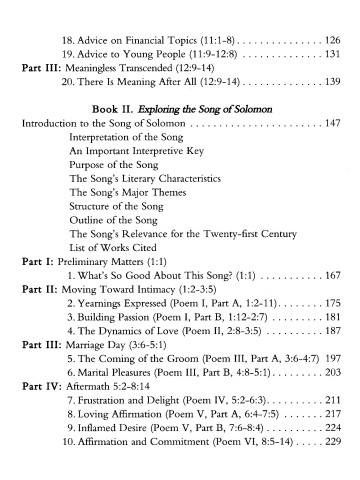 18. Advice on Financial Topics (11:1-8) . . . . . . . . . . . . . . . 126
19. Advice to Young People (11:9-12:8) . . . . . . . . . . . . . . 131
Part III: Meaningless Transcended (12:9-14)
20. There Is Meaning After All (12:9-14) . . . . . . . . . . . . . . 139
Book II. Exploring the Song of Solomon
Introduction to the Song of Solomon . . . . . . . . . . . . . . . . . . . . . . . 147
Interpretation of the Song
An Important Interpretive Key
Purpose of the Song
The Song's Literary Characteristics
The Song's Major Themes
Structure of the Song
Outline of the Song
The Song's Relevance for the Twenty-first Century
List of Works Cited
Part I: Preliminary Matters (1:1)
1. What's So Good About This Song? (1:1) . . . . . . . . . . . 167
Part II: Moving Toward Intimacy (1:2-3:5)
2. Yearnings Expressed (Poem I, Part A, 1:2-11). . . . . . . . 175
3. Building Passion (Poem I, Part B, 1:12-2:7) . . . . . . . . . 181
4. The Dynamics of Love (Poem II, 2:8-3:5) . . . . . . . . . . 187
Part III: Marriage Day (3:6-5:1)
5. The Coming of the Groom (Poem III, Part A, 3:6-4:7) 197
6. Marital Pleasures (Poem III, Part B, 4:8-5:1) . . . . . . . . . 203
Part IV: Aftermath 5:2-8:14
7. Frustration and Delight (Poem IV, 5:2-6:3). . . . . . . . . . 211
8. Loving Affirmation (Poem V, Part A, 6:4-7:5) . . . . . . . 217
9. Inflamed Desire (Poem V, Part B, 7:6-8:4) . . . . . . . . . . 224
10. Affirmation and Commitment (Poem VI, 8:5-14) . . . . . 229